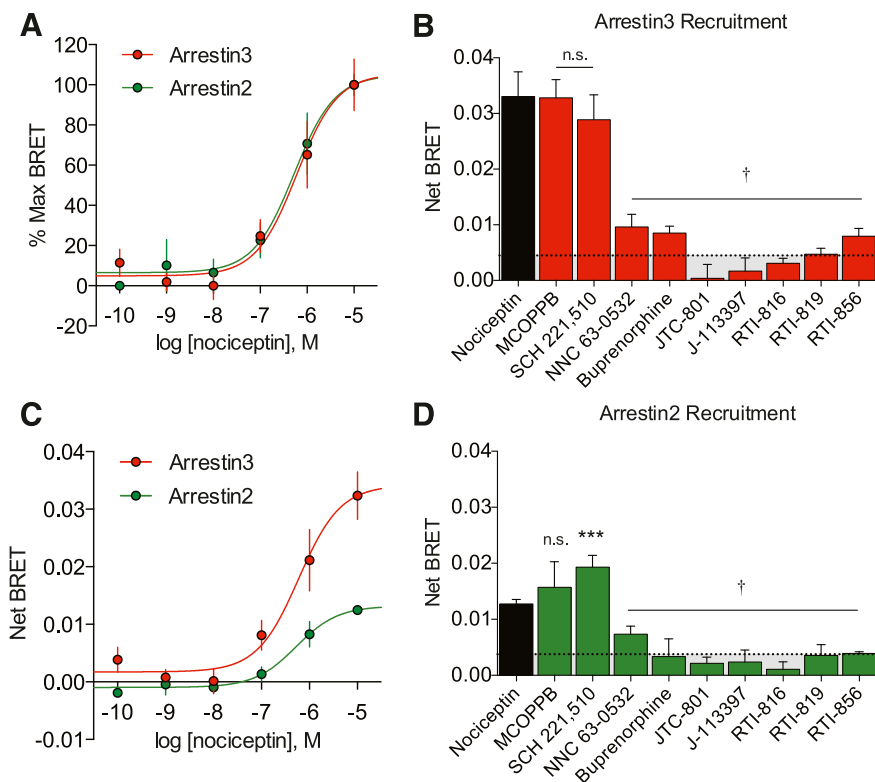 A
120
100
80
60
40
20
0
-20
% Max BRET
Arrestin3
Arrestin2
-10 -9 -8 -7 -6 -5
log [nociceptin], M
B
Arrestin3 Recruitment
0.04
0.03
0.02
0.01
0.00
Net BRET
n.s.
†
Nociceptin
MCOPPB
SCH 221,510
NNC 63-0532
Buprenorphine
JTC-801
J-113397
RTI-816
RTI-819
RTI-856
C
0.04
0.03
0.02
0.01
0.00
-0.01
Net BRET
Arrestin3
Arrestin2
-10 -9 -8 -7 -6 -5
log [nociceptin], M
D
Arrestin2 Recruitment
0.04
0.03
0.02
0.01
0.00
Net BRET
n.s.
***
†
Nociceptin
MCOPPB
SCH 221,510
NNC 63-0532
Buprenorphine
JTC-801
J-113397
RTI-816
RTI-819
RTI-856